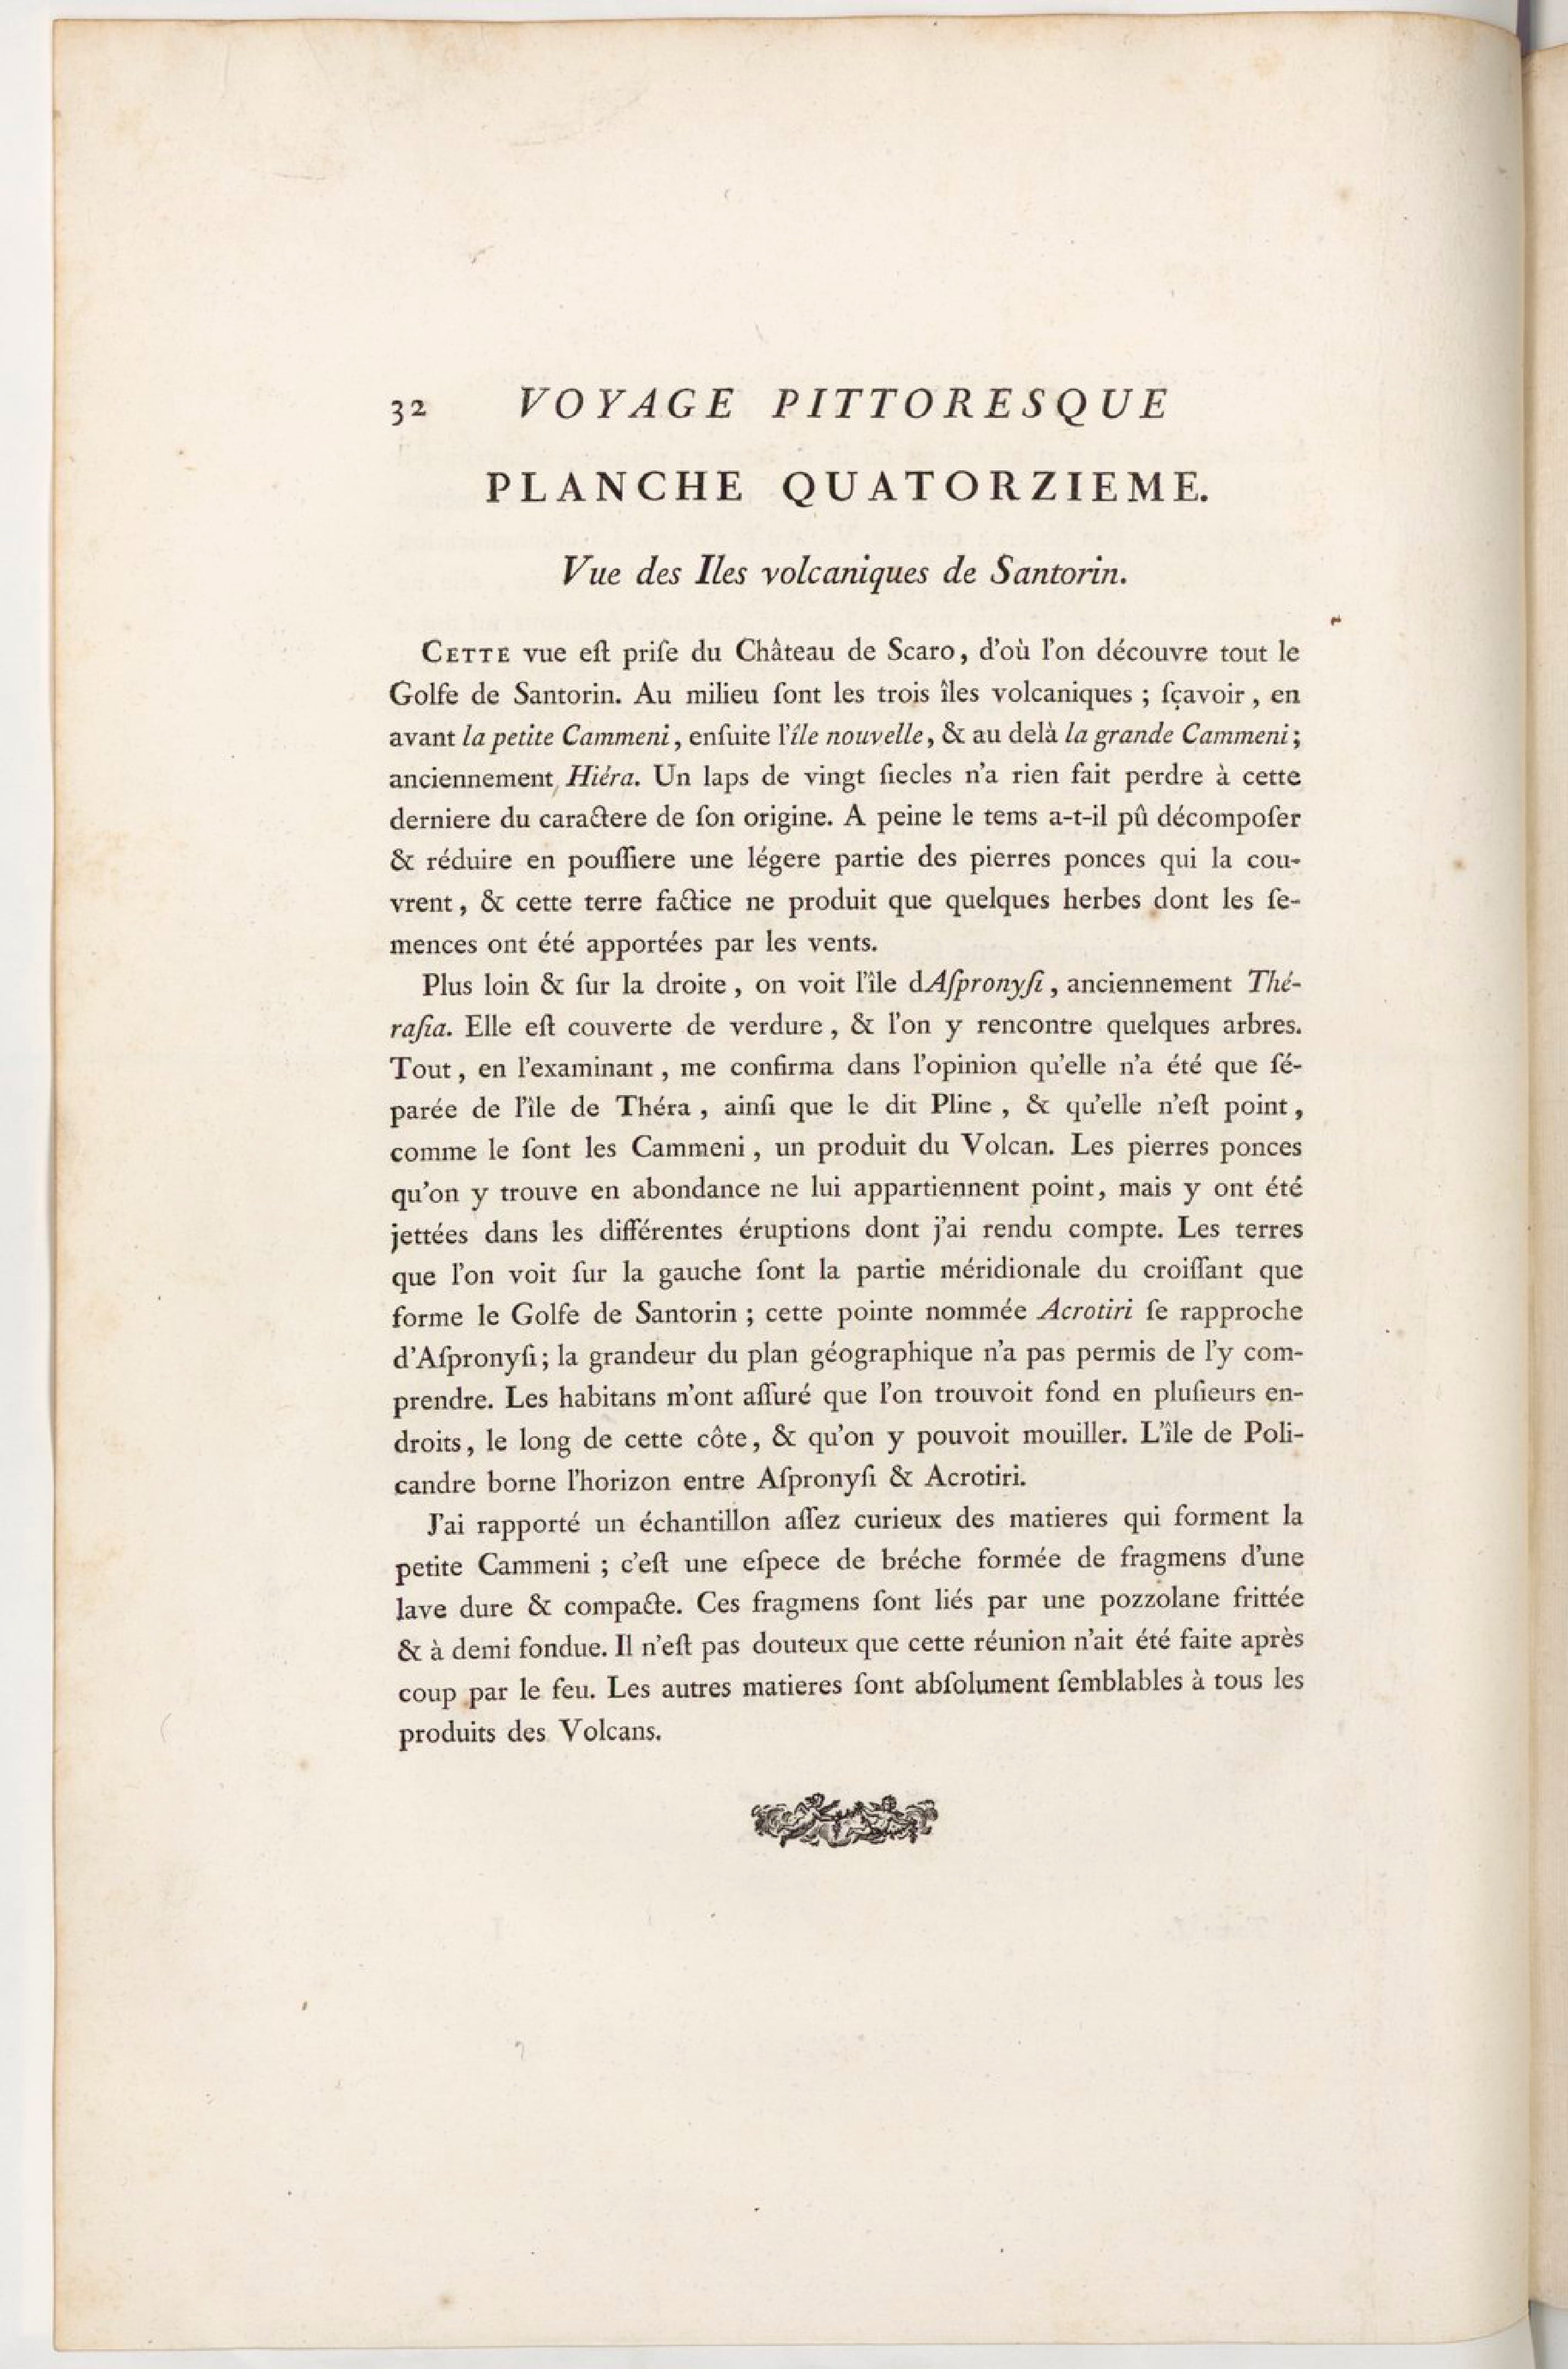 32 VOYAGE PITTORESQUE
PLANCHE QUATORZIEME.
Vue des Iles volcaniques de Santorin.
CETTE vue eſt priſe du Château de Scaro, d'où l'on découvre tout le
Golfe de Santorin. Au milieu ſont les trois îles volcaniques ; ſçavoir, en
avant la petite Cammeni, enſuite l'île nouvelle, & au delà la grande Cammeni ;
anciennement Hiéra. Un laps de vingt ſiecles n'a rien fait perdre à cette
derniere du caractere de ſon origine. A peine le tems a-t-il pû décompoſer
& réduire en pouſſiere une légere partie des pierres ponces qui la cou-
vrent, & cette terre factice ne produit que quelques herbes dont les ſe-
mences ont été apportées par les vents.
Plus loin & ſur la droite, on voit l'île dAſpronyſi, anciennement Thé-
raſia. Elle eſt couverte de verdure, & l'on y rencontre quelques arbres.
Tout, en l'examinant, me confirma dans l'opinion qu'elle n'a été que ſé-
parée de l'île de Théra, ainſi que le dit Pline, & qu'elle n'eſt point,
comme le ſont les Cammeni, un produit du Volcan. Les pierres ponces
qu'on y trouve en abondance ne lui appartiennent point, mais y ont été
jettées dans les différentes éruptions dont j'ai rendu compte. Les terres
que l'on voit ſur la gauche ſont la partie méridionale du croiſſant que
forme le Golfe de Santorin ; cette pointe nommée Acrotiri ſe rapproche
d'Aſpronyſi ; la grandeur du plan géographique n'a pas permis de l'y com-
prendre. Les habitans m'ont aſſuré que l'on trouvoit fond en pluſieurs en-
droits, le long de cette côte, & qu'on y pouvoit mouiller. L'île de Poli-
candre borne l'horizon entre Aſpronyſi & Acrotiri.
J'ai rapporté un échantillon aſſez curieux des matieres qui forment la
petite Cammeni ; c'eſt une eſpece de bréche formée de fragmens d'une
lave dure & compacte. Ces fragmens ſont liés par une pozzolane frittée
& à demi fondue. Il n'eſt pas douteux que cette réunion n'ait été faite après
coup par le feu. Les autres matieres ſont abſolument ſemblables à tous les
produits des Volcans.